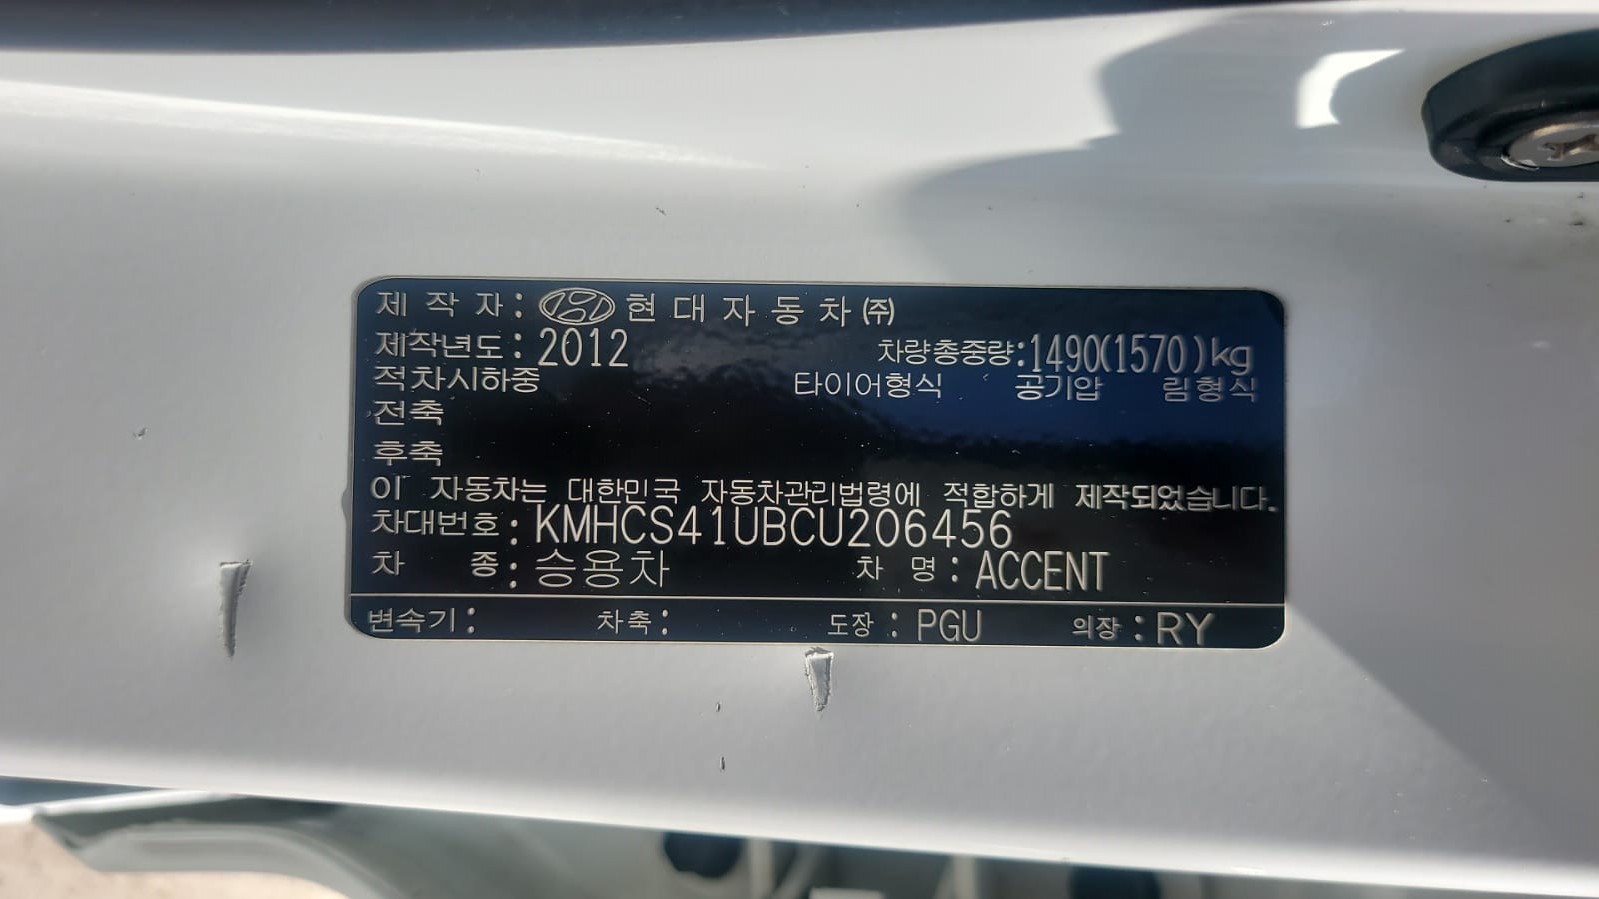 제 작 자 : 현 대 자 동 차 ㈜
제작년도 : 2012 차량총중량:1490(1570)kg
적차시하중 타이어형식 공기압 림형식
전축
후축
이 자동차는 대한민국 자동차관리법령에 적합하게 제작되었습니다.
차대번호 : KMHCS41UBCU206456
차 종 : 승용차 차 명 : ACCENT
변속기 : 차축 : 도장 : PGU 의장 : RY